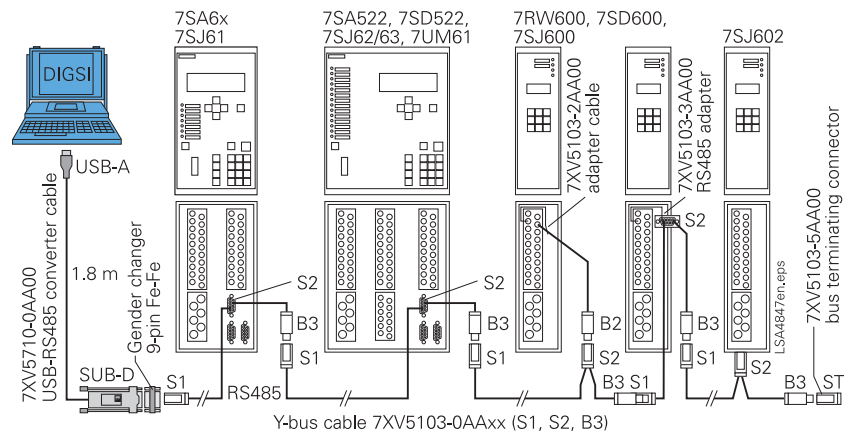 7SA6x
7SJ61
7SA522, 7SD522,
7SJ62/63, 7UM61
7RW600, 7SD600,
7SJ600
7SJ602
DIGSI
USB-A
7XV5103-2AA00
adapter cable
7XV5103-3AA00
RS485 adapter
7XV5710-0AA00
USB-RS485 converter cable
1.8 m
Gender changer
9-pin Fe-Fe
S2
S2
S2
7XV5103-5AA00
bus terminating connector
LSA4847en.eps
B3
B3
B2
B3
S1
S1
S2
S1
S2
SUB-D
S1
RS485
B3 S1
B3
ST
Y-bus cable 7XV5103-0AAxx (S1, S2, B3)